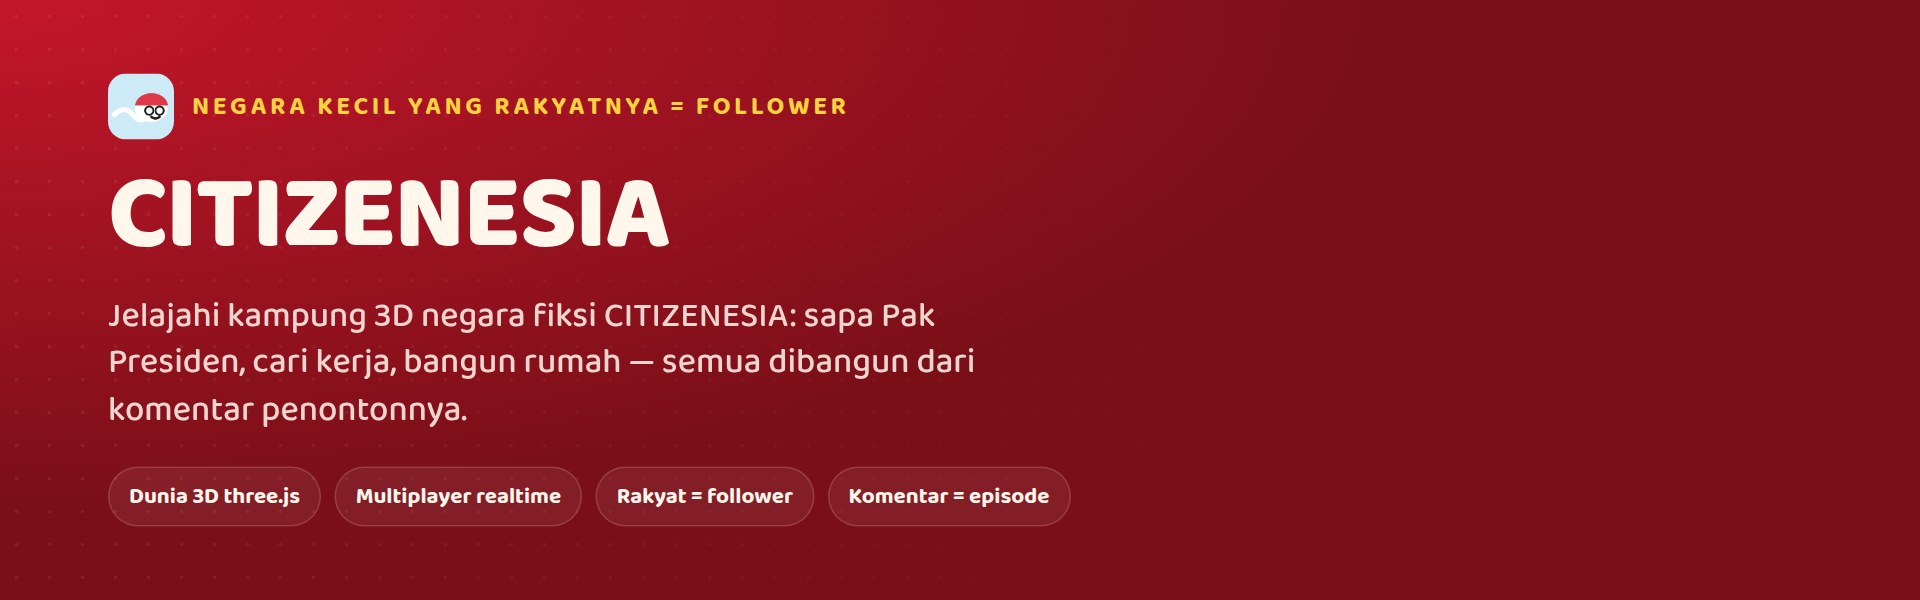 NEGARA KECIL YANG RAKYATNYA = FOLLOWER
CITIZENESIA
Jelajahi kampung 3D negara fiksi CITIZENESIA: sapa Pak
Presiden, cari kerja, bangun rumah — semua dibangun dari
komentar penontonnya.
Dunia 3D three.js
Multiplayer realtime
Rakyat = follower
Komentar = episode